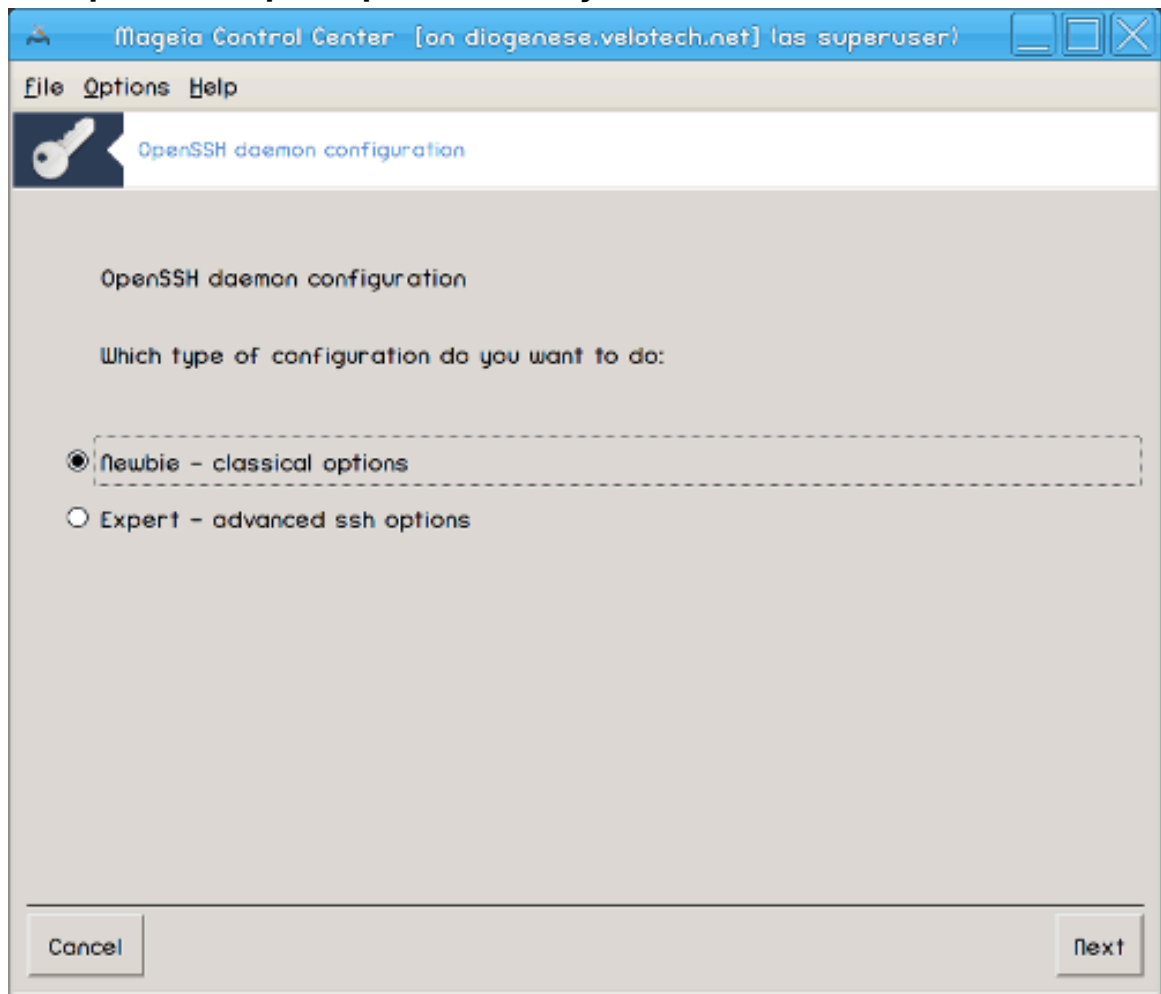 Mageia Control Center [on diogenese.velotech.net] (as superuser)
File Options Help
OpenSSH daemon configuration
OpenSSH daemon configuration
Which type of configuration do you want to do:
Newbie - classical options
Expert - advanced ssh options
Cancel
Next